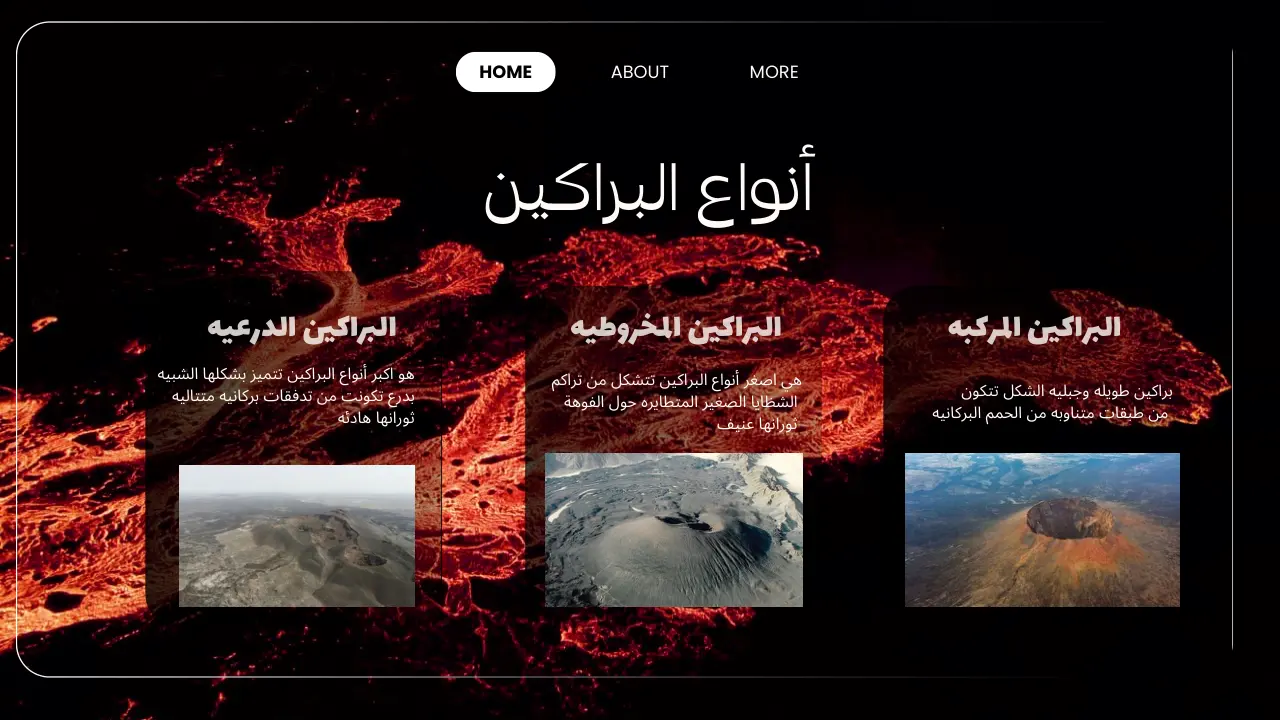 HOME
ABOUT
MORE
أنواع البراكين
البراكين المركبه
براكين طويله وجبليه الشكل تتكون
من طبقات متناوبه من الحمم البركانيه
البراكين المخروطيه
هي اصغر أنواع البراكين تتشكل من تراكم
الشظايا الصغير المتطايره حول الفوهة
ثورانها عنيف
البراكين الدرعيه
هو اكبر أنواع البراكين تتميز بشكلها الشبيه
بدرع تكونت من تدفقات بركانيه متتاليه
ثورانها هادئه